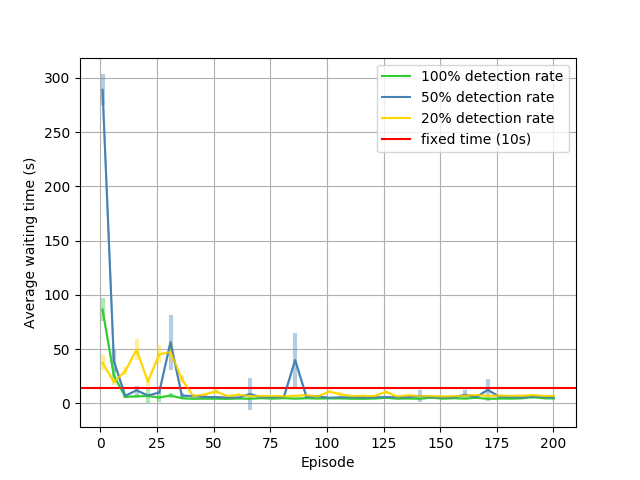 100% detection rate
50% detection rate
20% detection rate
fixed time (10s)
Average waiting time (s)
300
250
200
150
100
50
0
0 25 50 75 100 125 150 175 200
Episode